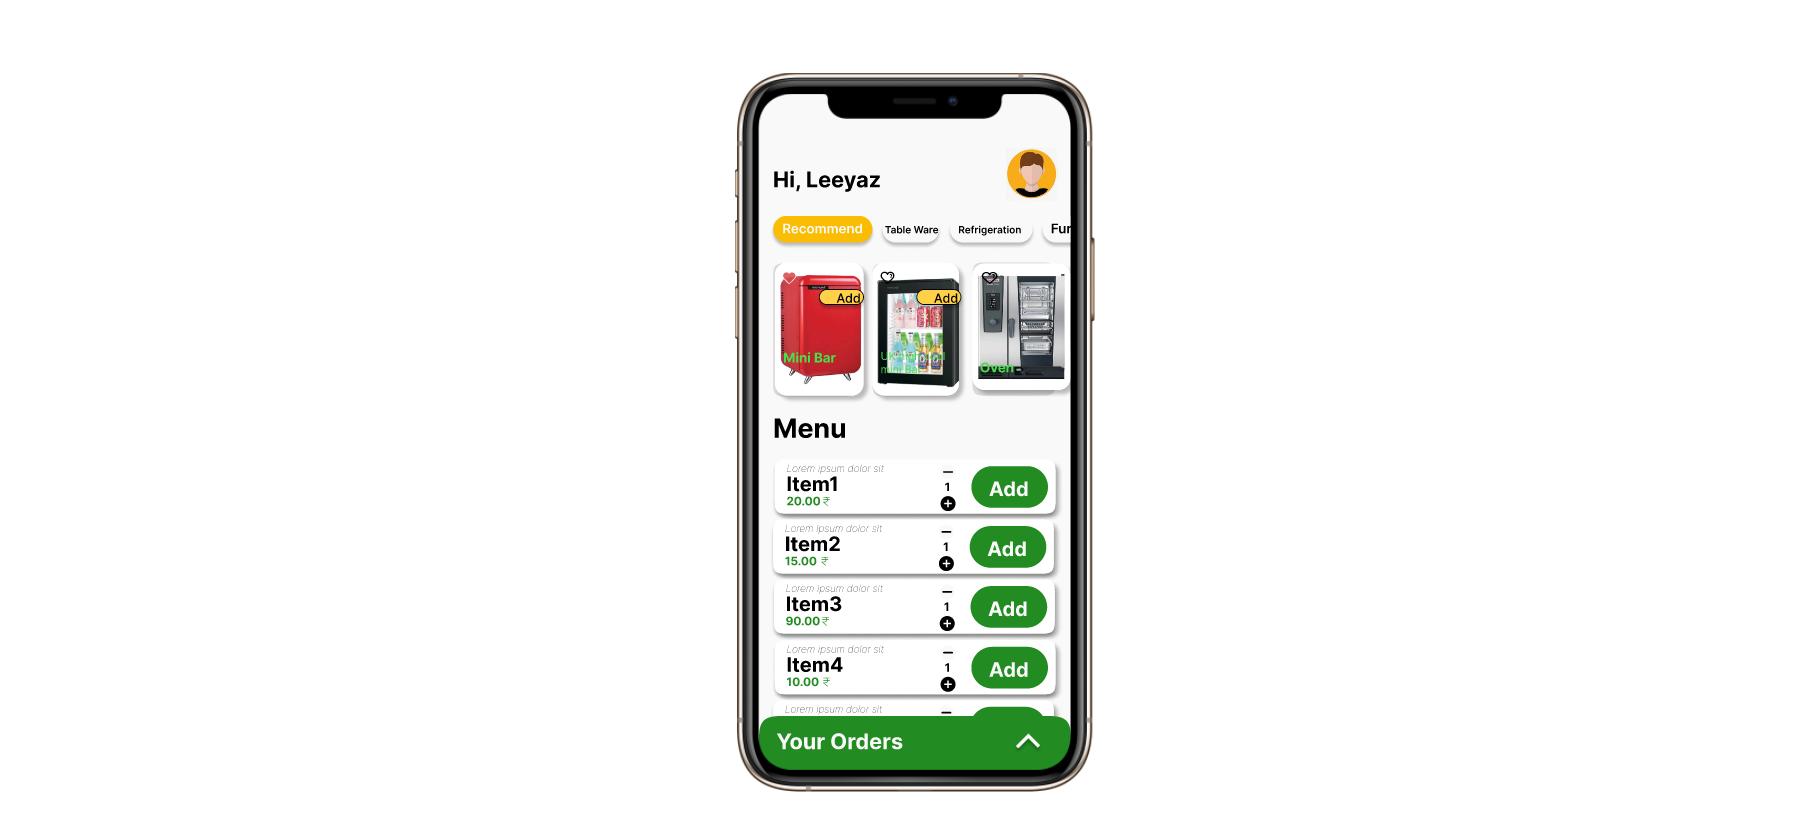 Hi, Leeyaz
Recommend
Table Ware
Refrigeration
Fur
Add
Add
Mini Bar
mini Bar
Oven
Menu
Lorem ipsum dolor sit
Item1
20.00 ₹
1
Add
Lorem ipsum dolor sit
Item2
15.00 ₹
1
Add
Lorem ipsum dolor sit
Item3
90.00 ₹
1
Add
Lorem ipsum dolor sit
Item4
10.00 ₹
1
Add
Lorem ipsum dolor sit
Your Orders